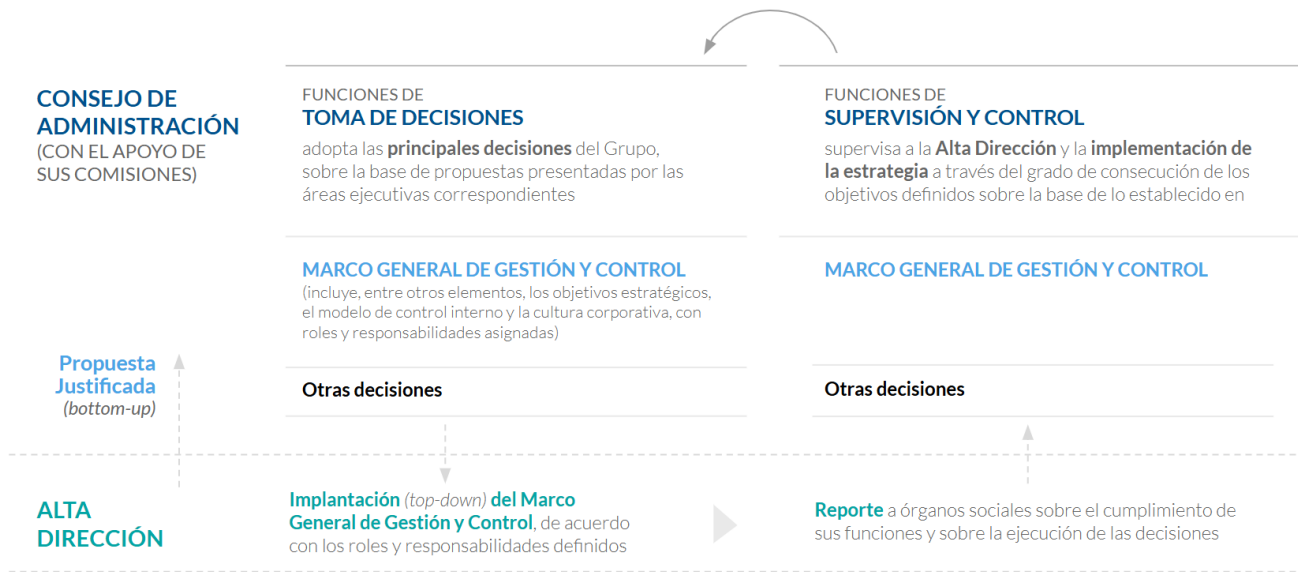 CONSEJO DE
ADMINISTRACIÓN
(CON EL APOYO DE
SUS COMISIONES)
FUNCIONES DE
TOMA DE DECISIONES
adopta las principales decisiones del Grupo,
sobre la base de propuestas presentadas por las
áreas ejecutivas correspondientes
FUNCIONES DE
SUPERVISIÓN Y CONTROL
supervisa a la Alta Dirección y la implementación de
la estrategia a través del grado de consecución de los
objetivos definidos sobre la base de lo establecido en
MARCO GENERAL DE GESTIÓN Y CONTROL
(incluye, entre otros elementos, los objetivos estratégicos,
el modelo de control interno y la cultura corporativa, con
roles y responsabilidades asignadas)
MARCO GENERAL DE GESTIÓN Y CONTROL
Propuesta
Justificada
(bottom-up)
Otras decisiones
Otras decisiones
ALTA
DIRECCIÓN
Implantación (top-down) del Marco
General de Gestión y Control, de acuerdo
con los roles y responsabilidades definidos
Reporte a órganos sociales sobre el cumplimiento de
sus funciones y sobre la ejecución de las decisiones